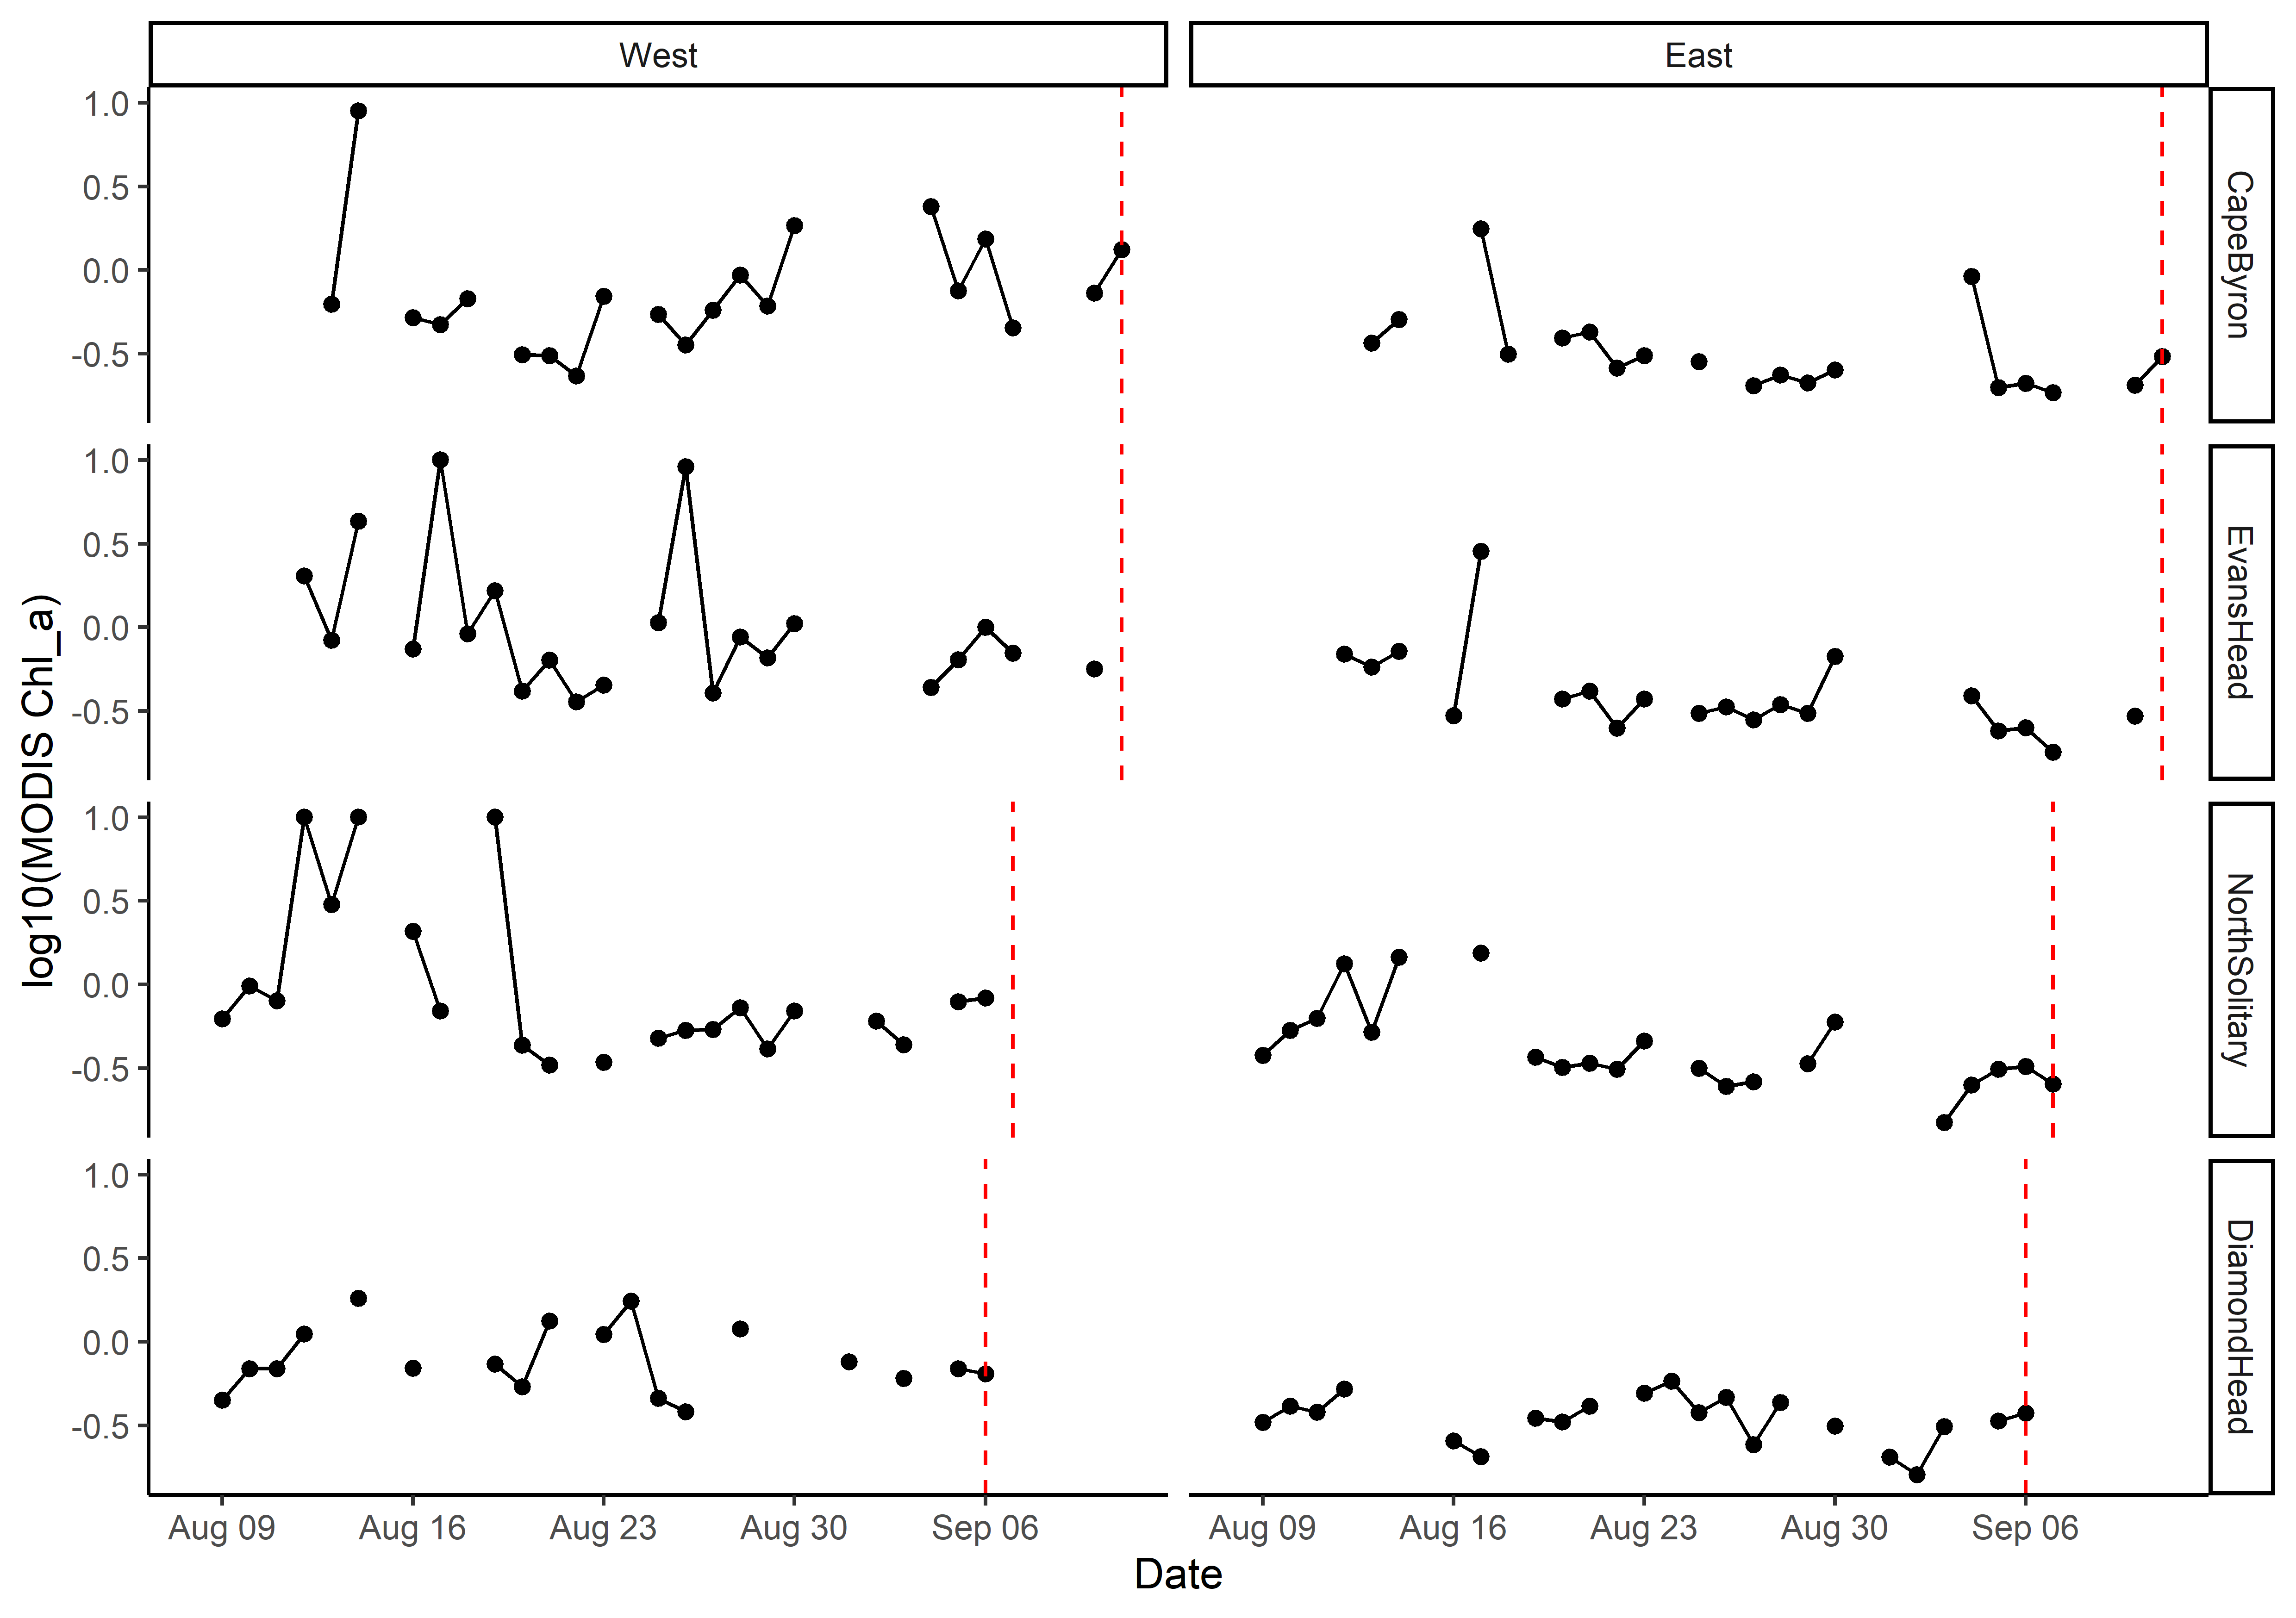 West
East
1.0
0.5
0.0
-0.5
CapeByron
1.0
0.5
0.0
-0.5
EvansHead
1.0
0.5
0.0
-0.5
NorthSolitary
1.0
0.5
0.0
-0.5
DiamondHead
log10(MODIS Chl_a)
Aug 09
Aug 16
Aug 23
Aug 30
Sep 06
Aug 09
Aug 16
Aug 23
Aug 30
Sep 06
Date